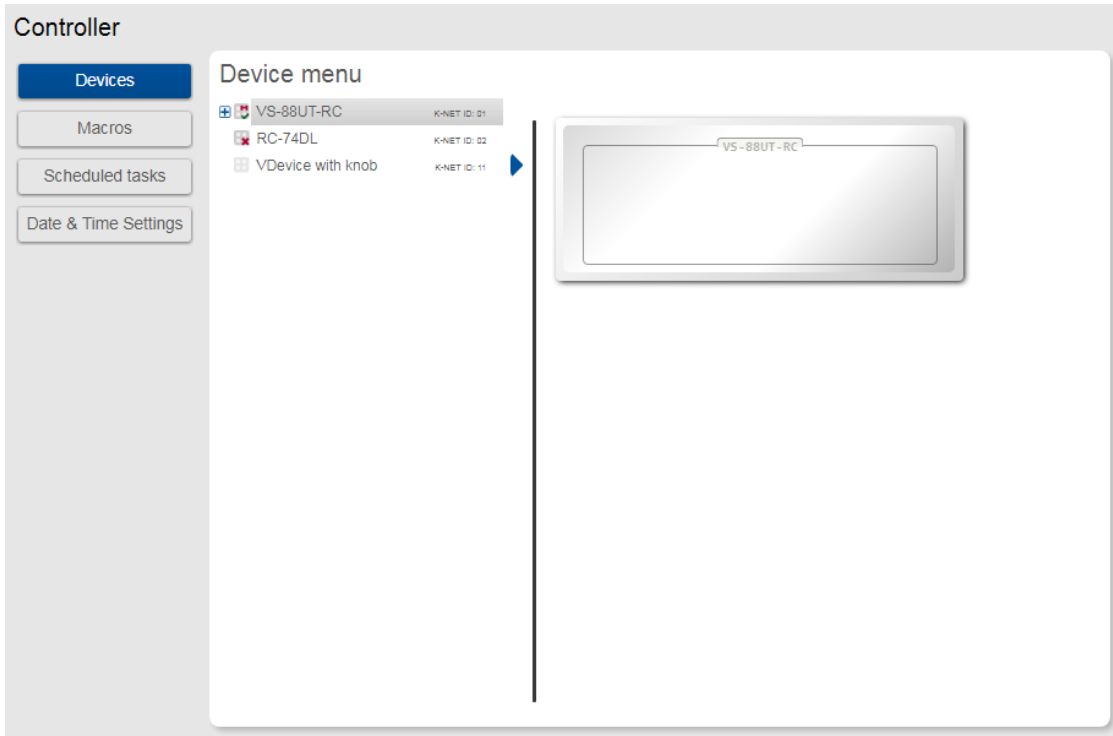 Controller
Devices
Macros
Scheduled tasks
Date & Time Settings
Device menu
VS-88UT-RC K-NET ID: 01
RC-74DL K-NET ID: 02
VDevice with knob K-NET ID: 11
VS-88UT-RC